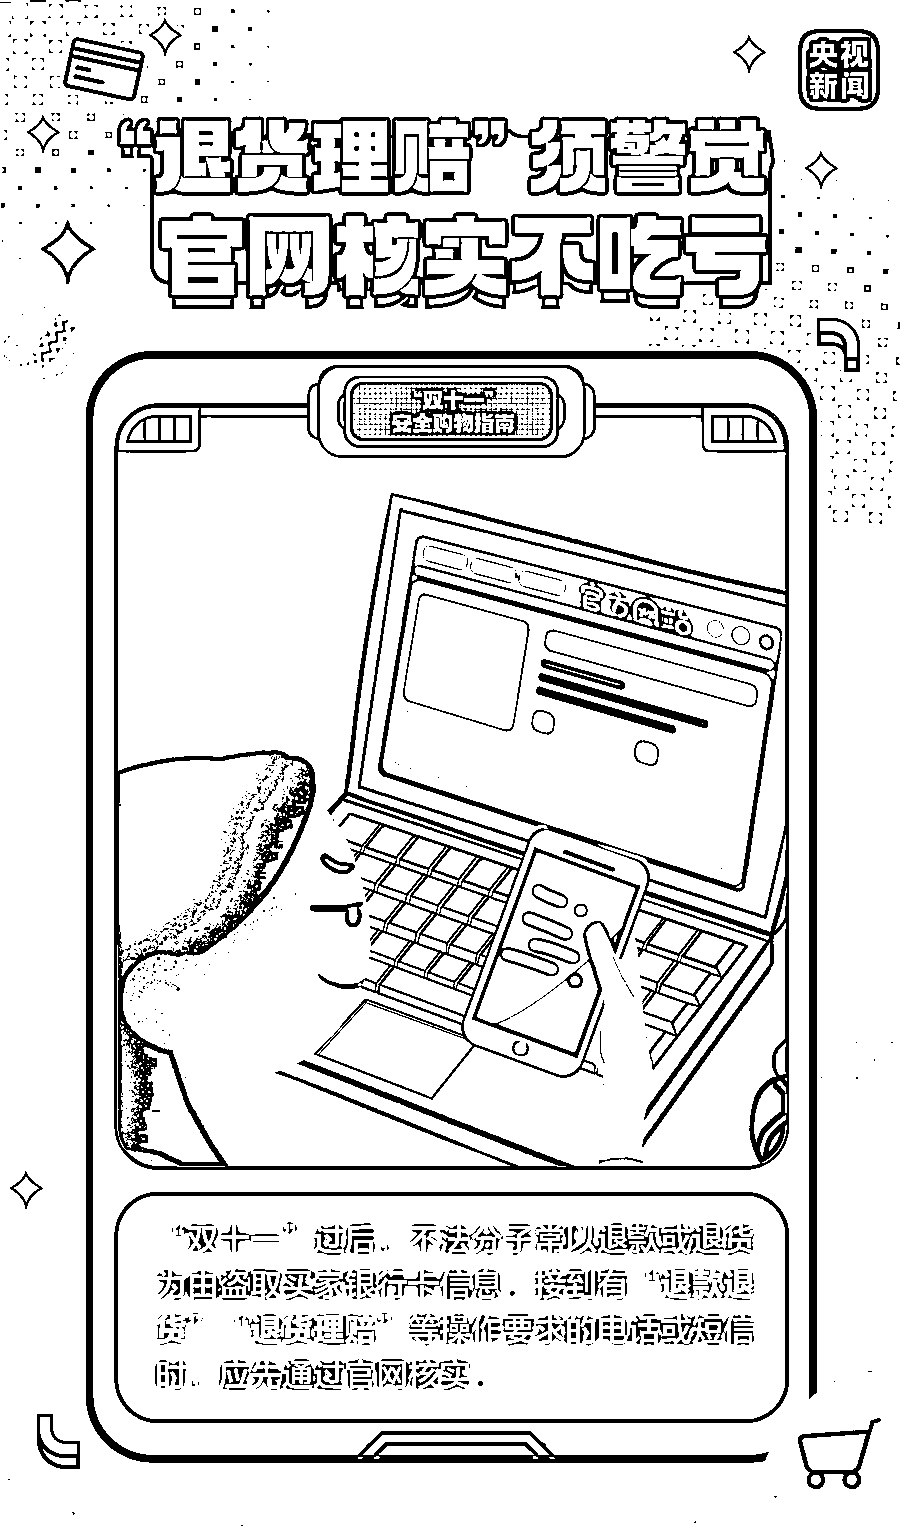 央视
新闻
“退货理赔”须警觉
官网核实不吃亏
“双十一”
安全购物指南
官方网站
“双十一”过后，不法分子常以退款或退货
为由盗取买家银行卡信息。接到有“退款退
货”“退货理赔”等操作要求的电话或短信
时，应先通过官网核实。